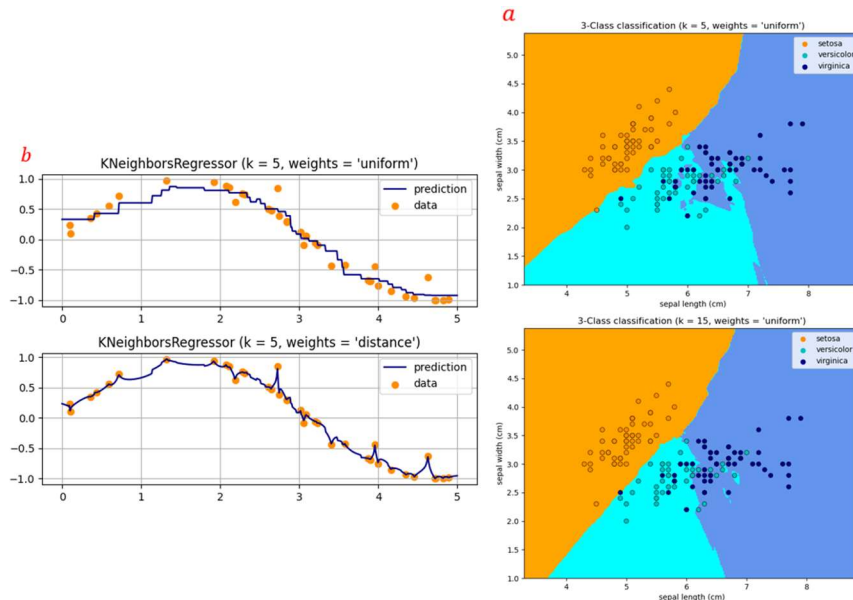 a
3-Class classification (k = 5, weights = 'uniform')
setosa
versicolor
virginica
5.0
4.5
4.0
3.5
3.0
2.5
2.0
1.5
1.0
sepal width (cm)
4 5 6 7 8
sepal length (cm)
b
KNeighborsRegressor (k = 5, weights = 'uniform')
1.0
0.5
0.0
−0.5
−1.0
prediction
data
0 1 2 3 4 5
KNeighborsRegressor (k = 5, weights = 'distance')
1.0
0.5
0.0
−0.5
−1.0
prediction
data
0 1 2 3 4 5
3-Class classification (k = 15, weights = 'uniform')
setosa
versicolor
virginica
5.0
4.5
4.0
3.5
3.0
2.5
2.0
1.5
1.0
sepal width (cm)
4 5 6 7 8
sepal length (cm)